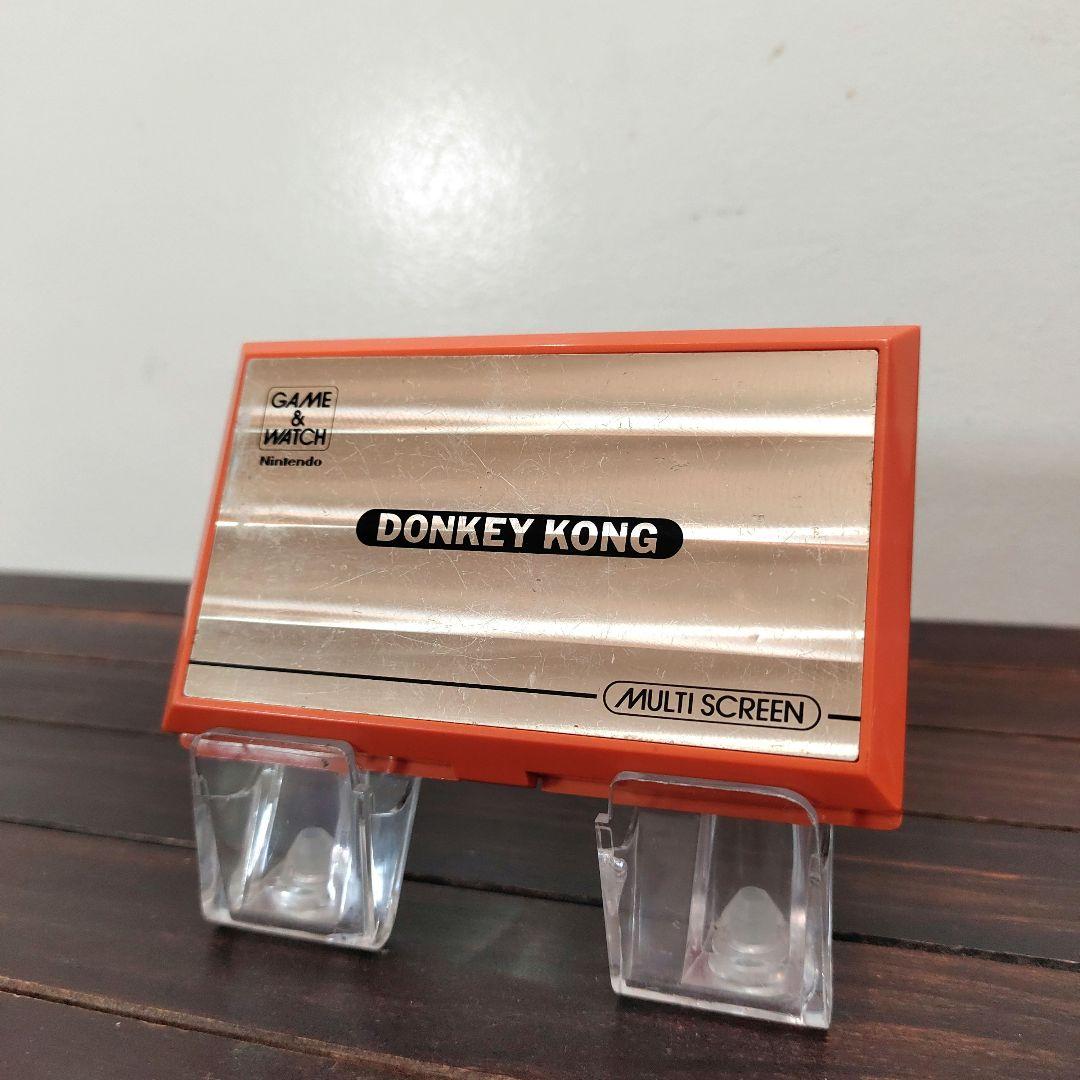 GAME
&
WATCH
Nintendo
DONKEY KONG
MULTI SCREEN